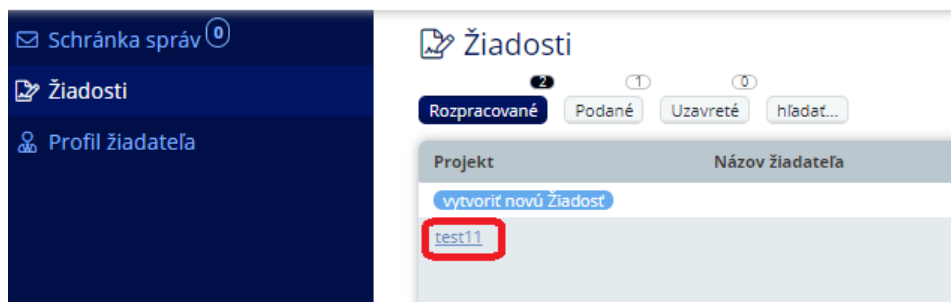 Schránka správ 0
Žiadosti
Profil žiadateľa
Žiadosti
2 1 0
Rozpracované Podané Uzavreté hľadať...
Projekt Názov žiadateľa
vytvoriť novú Žiadosť
test11